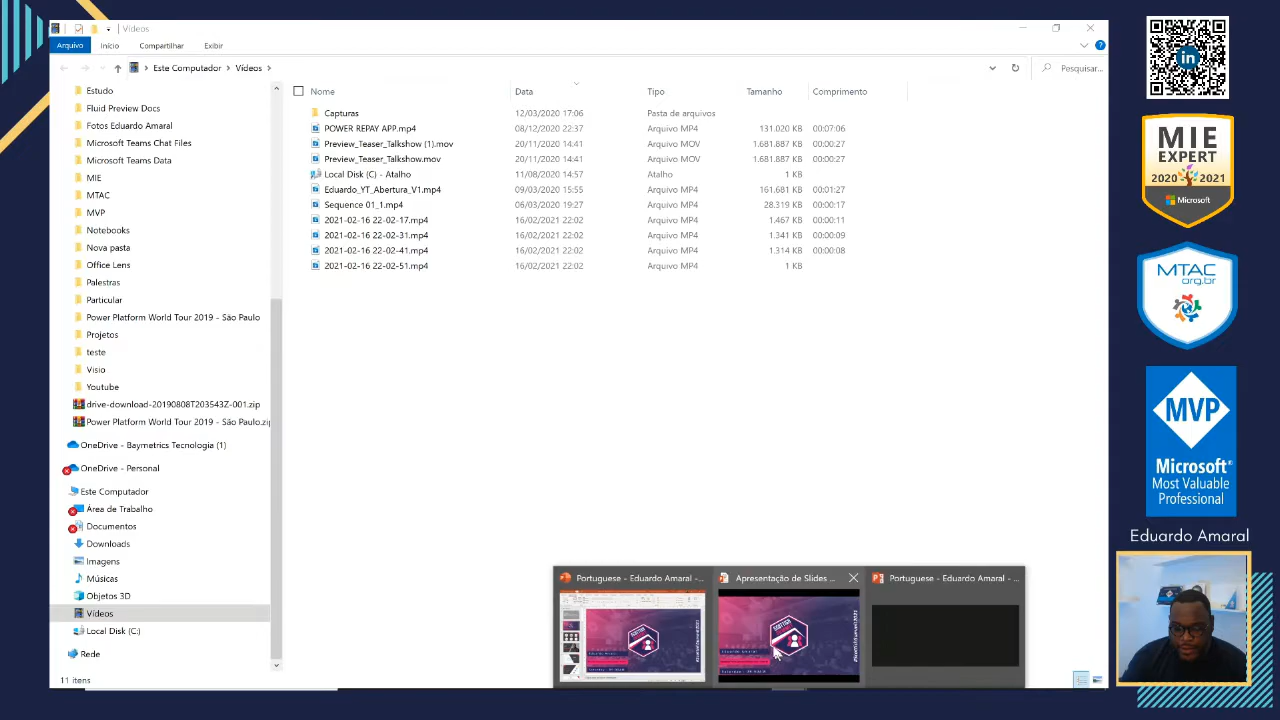 Vídeos
Arquivo
Início
Compartilhar
Exibir
Este Computador
Vídeos
Pesquisar...
Nome
Data
Tipo
Tamanho
Comprimento
Capturas 12/03/2020 17:06 Pasta de arquivos
POWER REPAY APP.mp4 08/12/2020 22:37 Arquivo MP4 131.020 KB 00:07:06
Preview_Teaser_Talkshow (1).mov 20/11/2020 14:41 Arquivo MOV 1.681.887 KB 00:00:27
Preview_Teaser_Talkshow.mov 20/11/2020 14:41 Arquivo MOV 1.681.887 KB 00:00:27
Local Disk (C) - Atalho 11/08/2020 14:57 Atalho 1 KB
Eduardo_YT_Abertura_V1.mp4 09/03/2020 15:55 Arquivo MP4 161.681 KB 00:01:27
Sequence 01_1.mp4 06/03/2020 19:27 Arquivo MP4 28.319 KB 00:00:17
2021-02-16 22-02-17.mp4 16/02/2021 22:02 Arquivo MP4 1.467 KB 00:00:11
2021-02-16 22-02-31.mp4 16/02/2021 22:02 Arquivo MP4 1.341 KB 00:00:09
2021-02-16 22-02-41.mp4 16/02/2021 22:02 Arquivo MP4 1.314 KB 00:00:08
2021-02-16 22-02-51.mp4 16/02/2021 22:02 Arquivo MP4 1 KB
Estudo
Fluid Preview Docs
Fotos Eduardo Amaral
Microsoft Teams Chat Files
Microsoft Teams Data
MIE
MTAC
MVP
Notebooks
Nova pasta
Office Lens
Palestras
Particular
Power Platform World Tour 2019 - São Paulo
Projetos
teste
Visio
Youtube
drive-download-20190808T203543Z-001.zip
Power Platform World Tour 2019 - São Paulo.zi
OneDrive - Baymetrics Tecnologia (1)
OneDrive - Personal
Este Computador
Área de Trabalho
Documentos
Downloads
Imagens
Músicas
Objetos 3D
Vídeos
Local Disk (C:)
Rede
11 itens
Portuguese - Eduardo Amaral -...
Apresentação de Slides ...
Portuguese - Eduardo Amaral - ...
in
MIE
EXPERT
2020 2021
Microsoft
MTAC
org.br
MVP
Microsoft®
Most Valuable
Professional
Eduardo Amaral